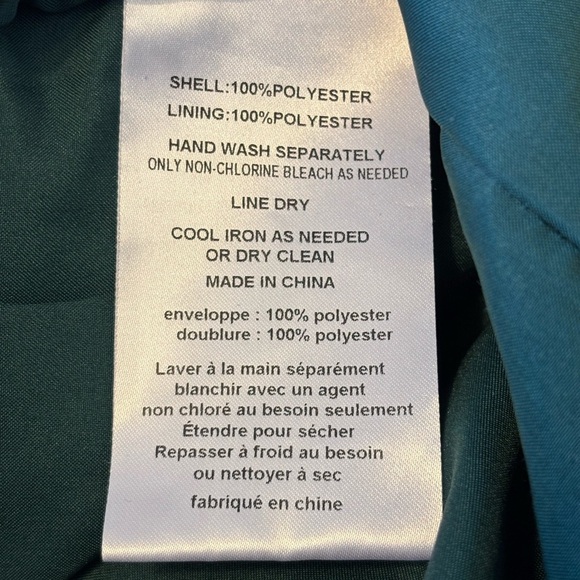 SHELL:100%POLYESTER
LINING:100%POLYESTER
HAND WASH SEPARATELY
ONLY NON-CHLORINE BLEACH AS NEEDED
LINE DRY
COOL IRON AS NEEDED
OR DRY CLEAN
MADE IN CHINA
enveloppe : 100% polyester
doublure : 100% polyester
Laver à la main séparément
blanchir avec un agent
non chloré au besoin seulement
Étendre pour sécher
Repasser à froid au besoin
ou nettoyer à sec
fabriqué en chine